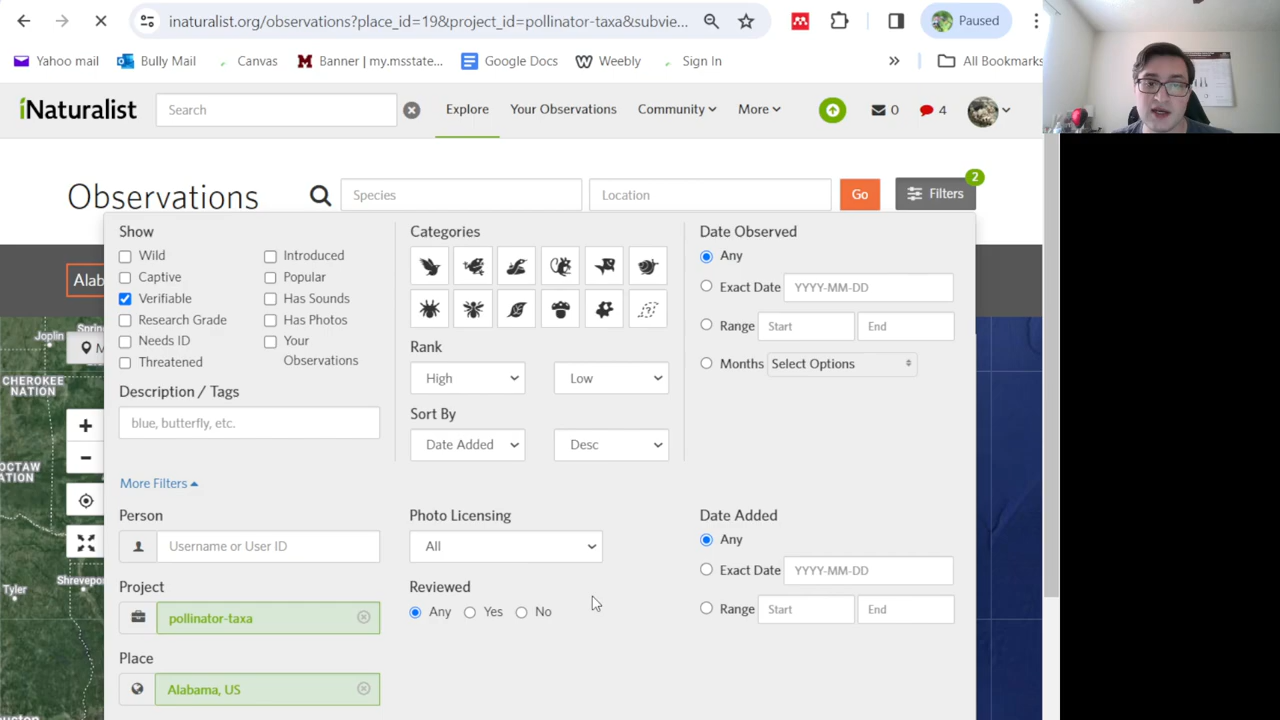 inaturalist.org/observations?place_id=19&project_id=pollinator-taxa&subvie...
Paused
Yahoo mail
Bully Mail
Canvas
Banner | my.msstate...
Google Docs
Weebly
Sign In
»
All Bookmarks
iNaturalist
Search
Explore
Your Observations
Community
More
0
4
Observations
Species
Location
Go
Filters
2
Show
Wild
Introduced
Captive
Popular
Verifiable
Has Sounds
Research Grade
Has Photos
Needs ID
Your
Observations
Threatened
Description / Tags
blue, butterfly, etc.
Categories
Rank
High
Low
Sort By
Date Added
Desc
Date Observed
Any
Exact Date
YYYY-MM-DD
Range
Start
End
Months
Select Options
More Filters
Person
Username or User ID
Project
pollinator-taxa
Place
Alabama, US
Photo Licensing
All
Reviewed
Any
Yes
No
Date Added
Any
Exact Date
YYYY-MM-DD
Range
Start
End
Alab
Joplin
Sprin
M
CHEROKEE
NATION
OCTAW
ATION
Shrevepor
Tyler